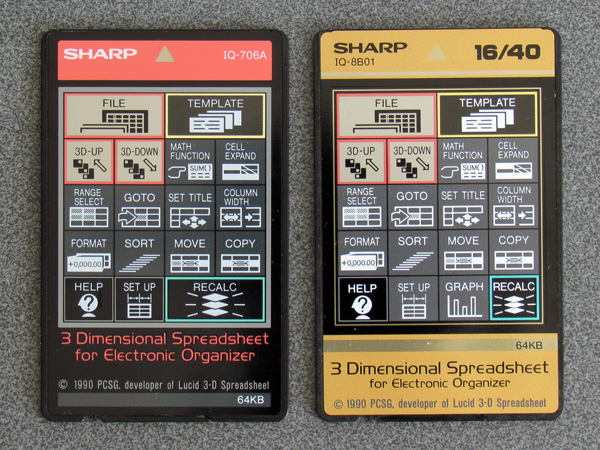 SHARP
IQ-706A
FILE
TEMPLATE
3D-UP
3D-DOWN
MATH
FUNCTION
SUM( )
CELL
EXPAND
RANGE
SELECT
GOTO
SET TITLE
COLUMN
WIDTH
FORMAT
+0,000.00
SORT
MOVE
COPY
HELP
?
SET UP
RECALC
3 Dimensional Spreadsheet
for Electronic Organizer
© 1990 PCSG, developer of Lucid 3-D Spreadsheet
64KB
SHARP
IQ-8B01
16/40
FILE
TEMPLATE
3D-UP
3D-DOWN
MATH
FUNCTION
SUM( )
CELL
EXPAND
RANGE
SELECT
GOTO
SET TITLE
COLUMN
WIDTH
FORMAT
+0,000.00
SORT
MOVE
COPY
HELP
?
SET UP
GRAPH
RECALC
64KB
3 Dimensional Spreadsheet
for Electronic Organizer
© 1990 PCSG, developer of Lucid 3-D Spreadsheet